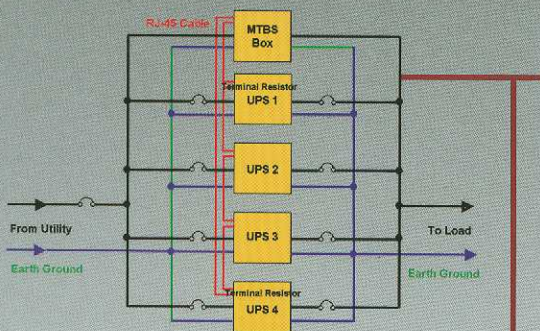 RJ-45 Cable
MTBS
Box
Terminal Resistor
UPS 1
UPS 2
From Utility
To Load
UPS 3
Earth Ground
Earth Ground
Terminal Resistor
UPS 4